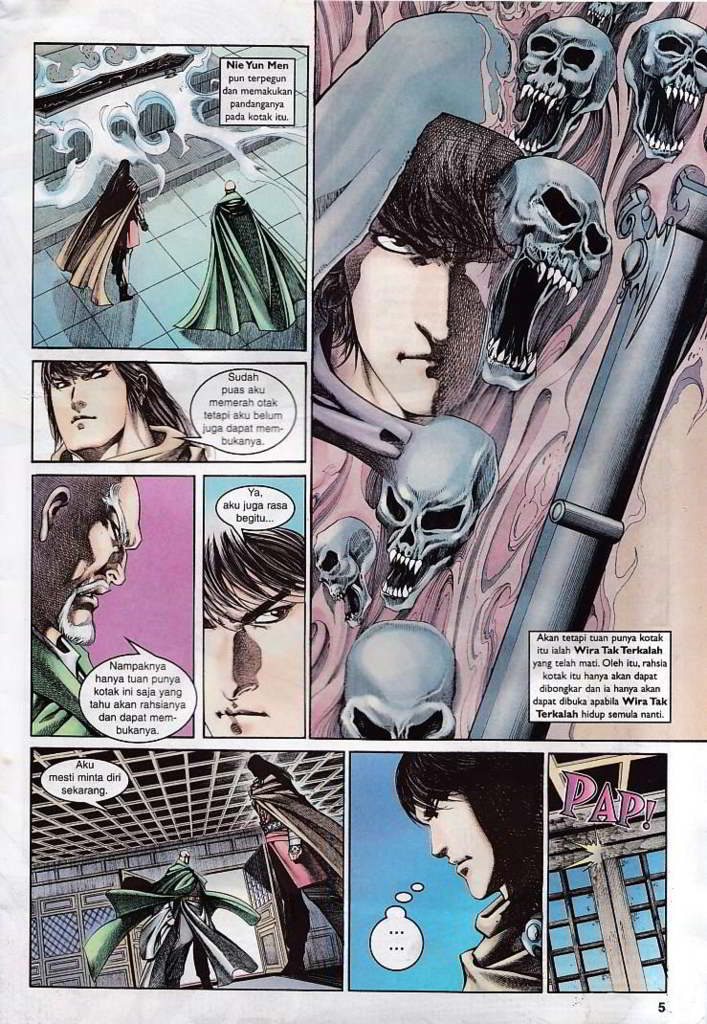 Nie Yun Men
pun terpegun
dan memakukan
pandanganya
pada kotak itu.
Sudah
puas aku
memerah otak
tetapi aku belum
juga dapat mem-
bukanya.
Nampaknya
hanya tuan punya
kotak ini saja yang
tahu akan rahsianya
dan dapat mem-
bukanya.
Ya,
aku juga rasa
begitu...
Akan tetapi tuan punya kotak
itu ialah Wira Tak Terkalah
yang telah mati. Oleh itu, rahsia
kotak itu hanya akan dapat
dibongkar dan ia hanya akan
dapat dibuka apabila Wira Tak
Terkalah hidup semula nanti.
Aku
mesti minta diri
sekarang.
...
...
PAP!
5